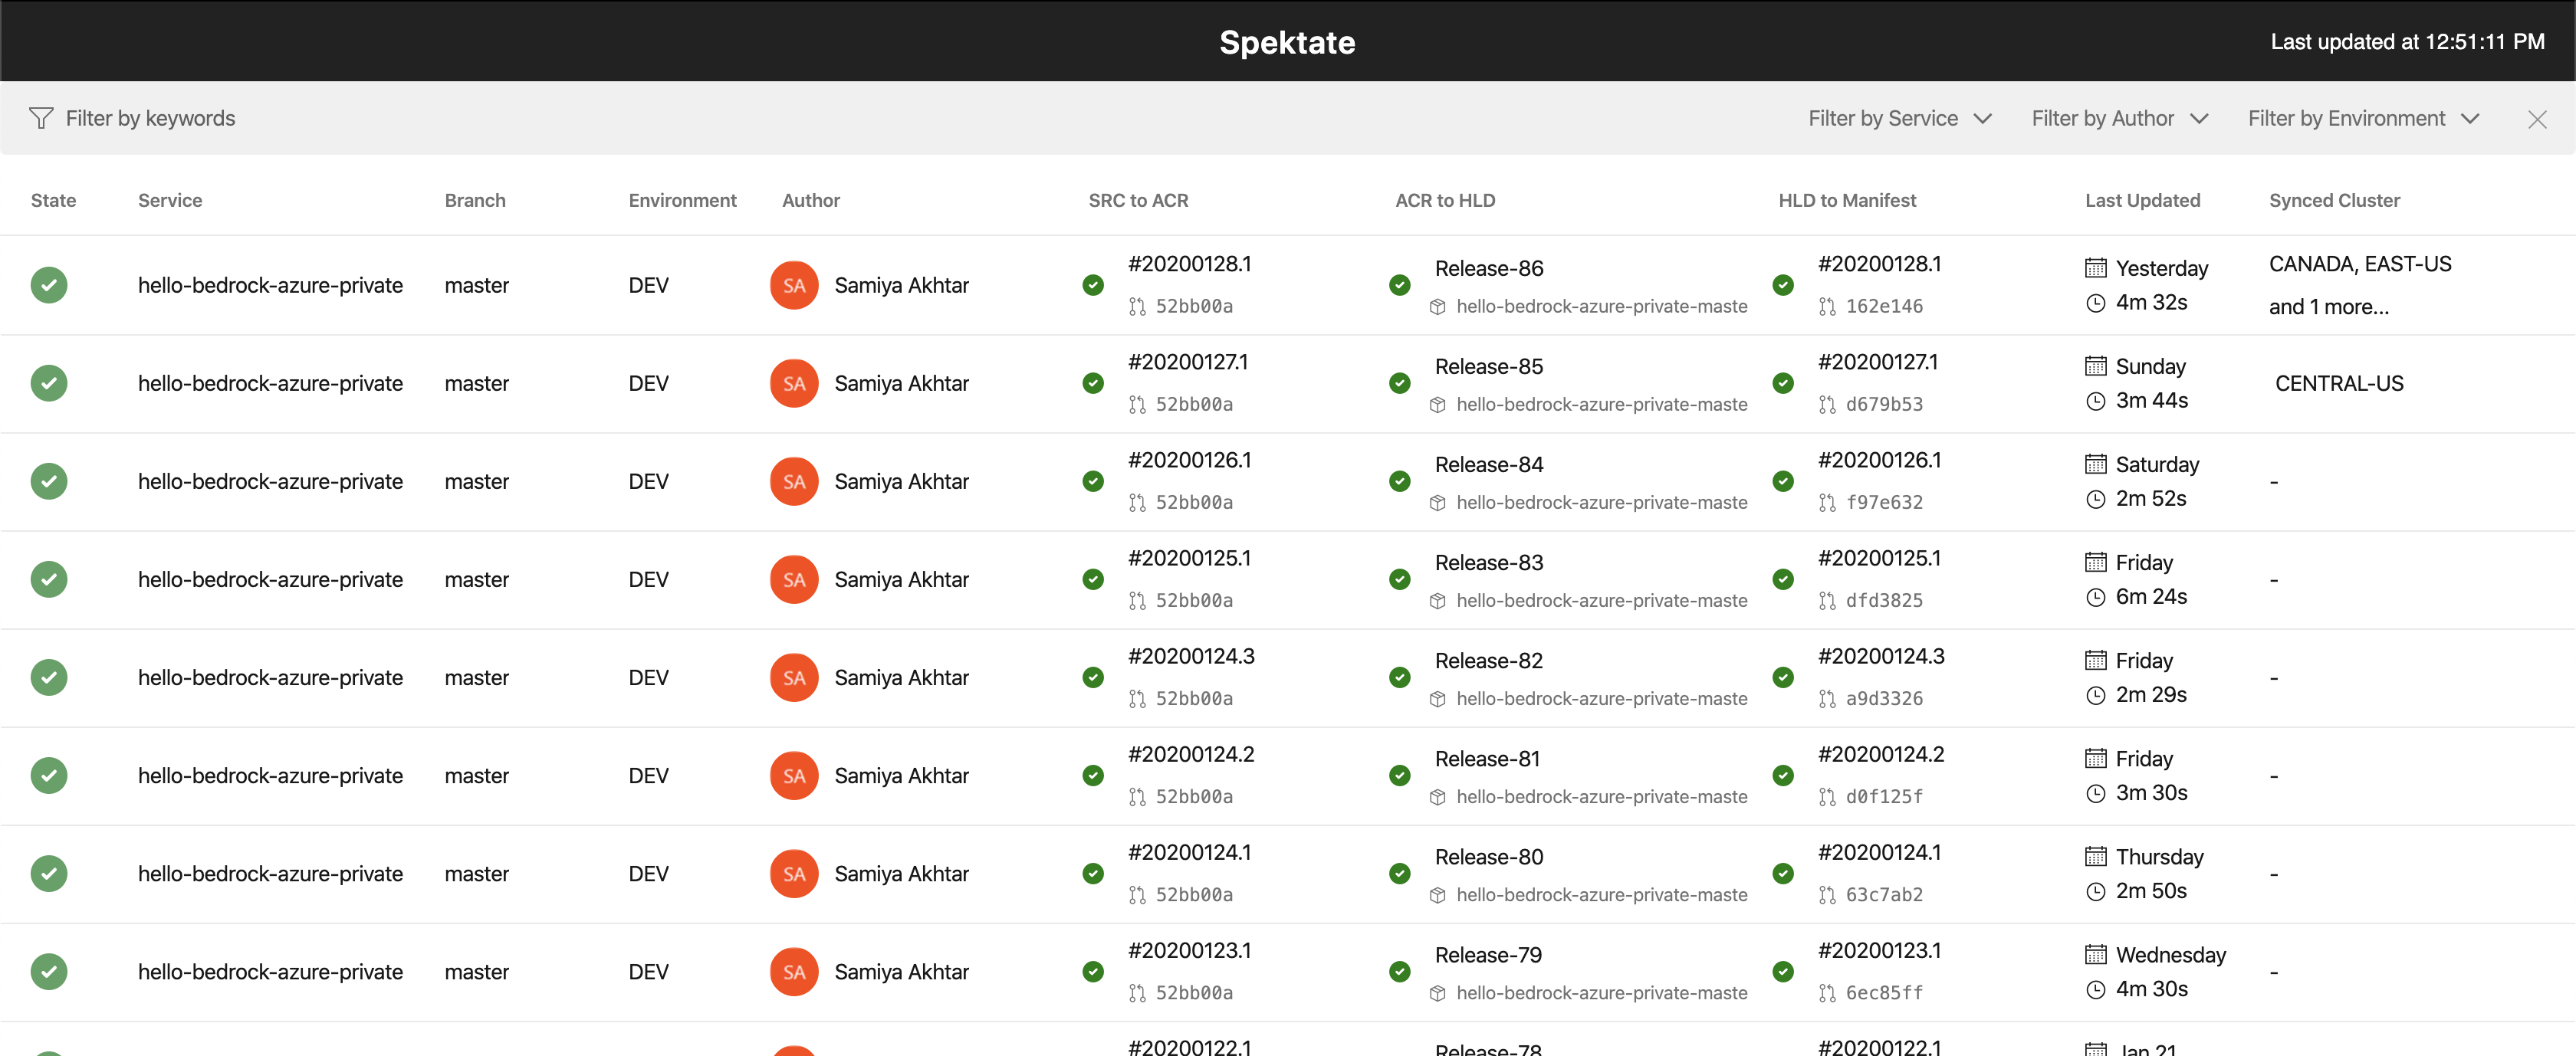 Spektate
Last updated at 12:51:11 PM
Filter by keywords
Filter by Service
Filter by Author
Filter by Environment
State Service Branch Environment Author SRC to ACR ACR to HLD HLD to Manifest Last Updated Synced Cluster
hello-bedrock-azure-private master DEV SA Samiya Akhtar #20200128.1 Release-86 #20200128.1 Yesterday CANADA, EAST-US
52bb00a hello-bedrock-azure-private-maste 162e146 4m 32s and 1 more...
hello-bedrock-azure-private master DEV SA Samiya Akhtar #20200127.1 Release-85 #20200127.1 Sunday CENTRAL-US
52bb00a hello-bedrock-azure-private-maste d679b53 3m 44s
hello-bedrock-azure-private master DEV SA Samiya Akhtar #20200126.1 Release-84 #20200126.1 Saturday -
52bb00a hello-bedrock-azure-private-maste f97e632 2m 52s
hello-bedrock-azure-private master DEV SA Samiya Akhtar #20200125.1 Release-83 #20200125.1 Friday -
52bb00a hello-bedrock-azure-private-maste dfd3825 6m 24s
hello-bedrock-azure-private master DEV SA Samiya Akhtar #20200124.3 Release-82 #20200124.3 Friday -
52bb00a hello-bedrock-azure-private-maste a9d3326 2m 29s
hello-bedrock-azure-private master DEV SA Samiya Akhtar #20200124.2 Release-81 #20200124.2 Friday -
52bb00a hello-bedrock-azure-private-maste d0f125f 3m 30s
hello-bedrock-azure-private master DEV SA Samiya Akhtar #20200124.1 Release-80 #20200124.1 Thursday -
52bb00a hello-bedrock-azure-private-maste 63c7ab2 2m 50s
hello-bedrock-azure-private master DEV SA Samiya Akhtar #20200123.1 Release-79 #20200123.1 Wednesday -
52bb00a hello-bedrock-azure-private-maste 6ec85ff 4m 30s
#20200122.1 Release-78 #20200122.1 Jan 21